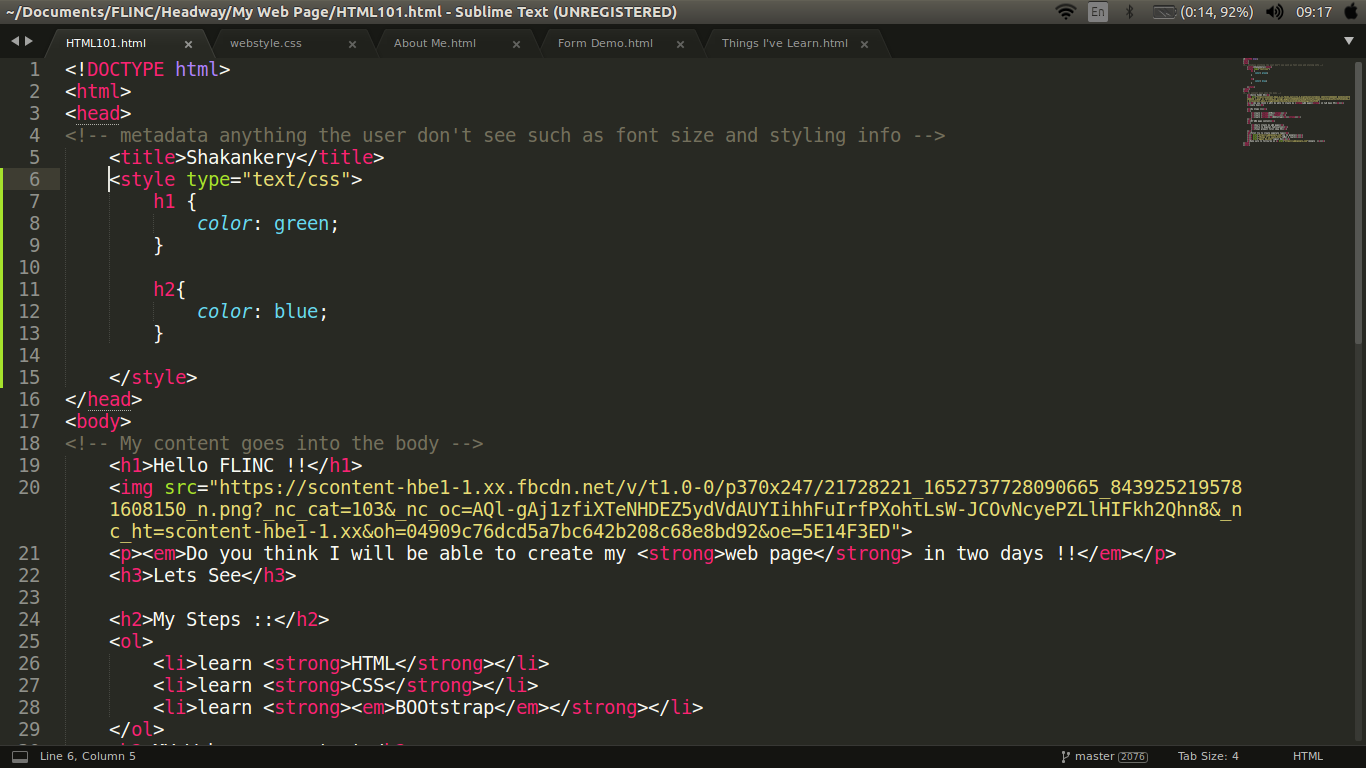 ~/Documents/FLINC/Headway/My Web Page/HTML101.html - Sublime Text (UNREGISTERED)
En
(0:14, 92%)
09:17
HTML101.html
webstyle.css
About Me.html
Form Demo.html
Things I've Learn.html
1 <!DOCTYPE html>
2 <html>
3 <head>
4 <!-- metadata anything the user don't see such as font size and styling info -->
5 <title>Shakankery</title>
6 <style type="text/css">
7 h1 {
8 color: green;
9 }
10
11 h2{
12 color: blue;
13 }
14
15 </style>
16 </head>
17 <body>
18 <!-- My content goes into the body -->
19 <h1>Hello FLINC !!</h1>
20 <img src="https://scontent-hbe1-1.xx.fbcdn.net/v/t1.0-0/p370x247/21728221_1652737728090665_843925219578
1608150_n.png?_nc_cat=103&_nc_oc=AQl-gAj1zfiXTeNHDEZ5ydVdAUYIihhFuIrfPXohtLsW-JCOvNcyePZLlHIFkh2Qhn8&_n
c_ht=scontent-hbe1-1.xx&oh=04909c76dcd5a7bc642b208c68e8bd92&oe=5E14F3ED">
21 <p><em>Do you think I will be able to create my <strong>web page</strong> in two days !!</em></p>
22 <h3>Lets See</h3>
23
24 <h2>My Steps ::</h2>
25 <ol>
26 <li>learn <strong>HTML</strong></li>
27 <li>learn <strong>CSS</strong></li>
28 <li>learn <strong><em>BOOtstrap</em></strong></li>
29 </ol>
Line 6, Column 5
master 2076
Tab Size: 4
HTML